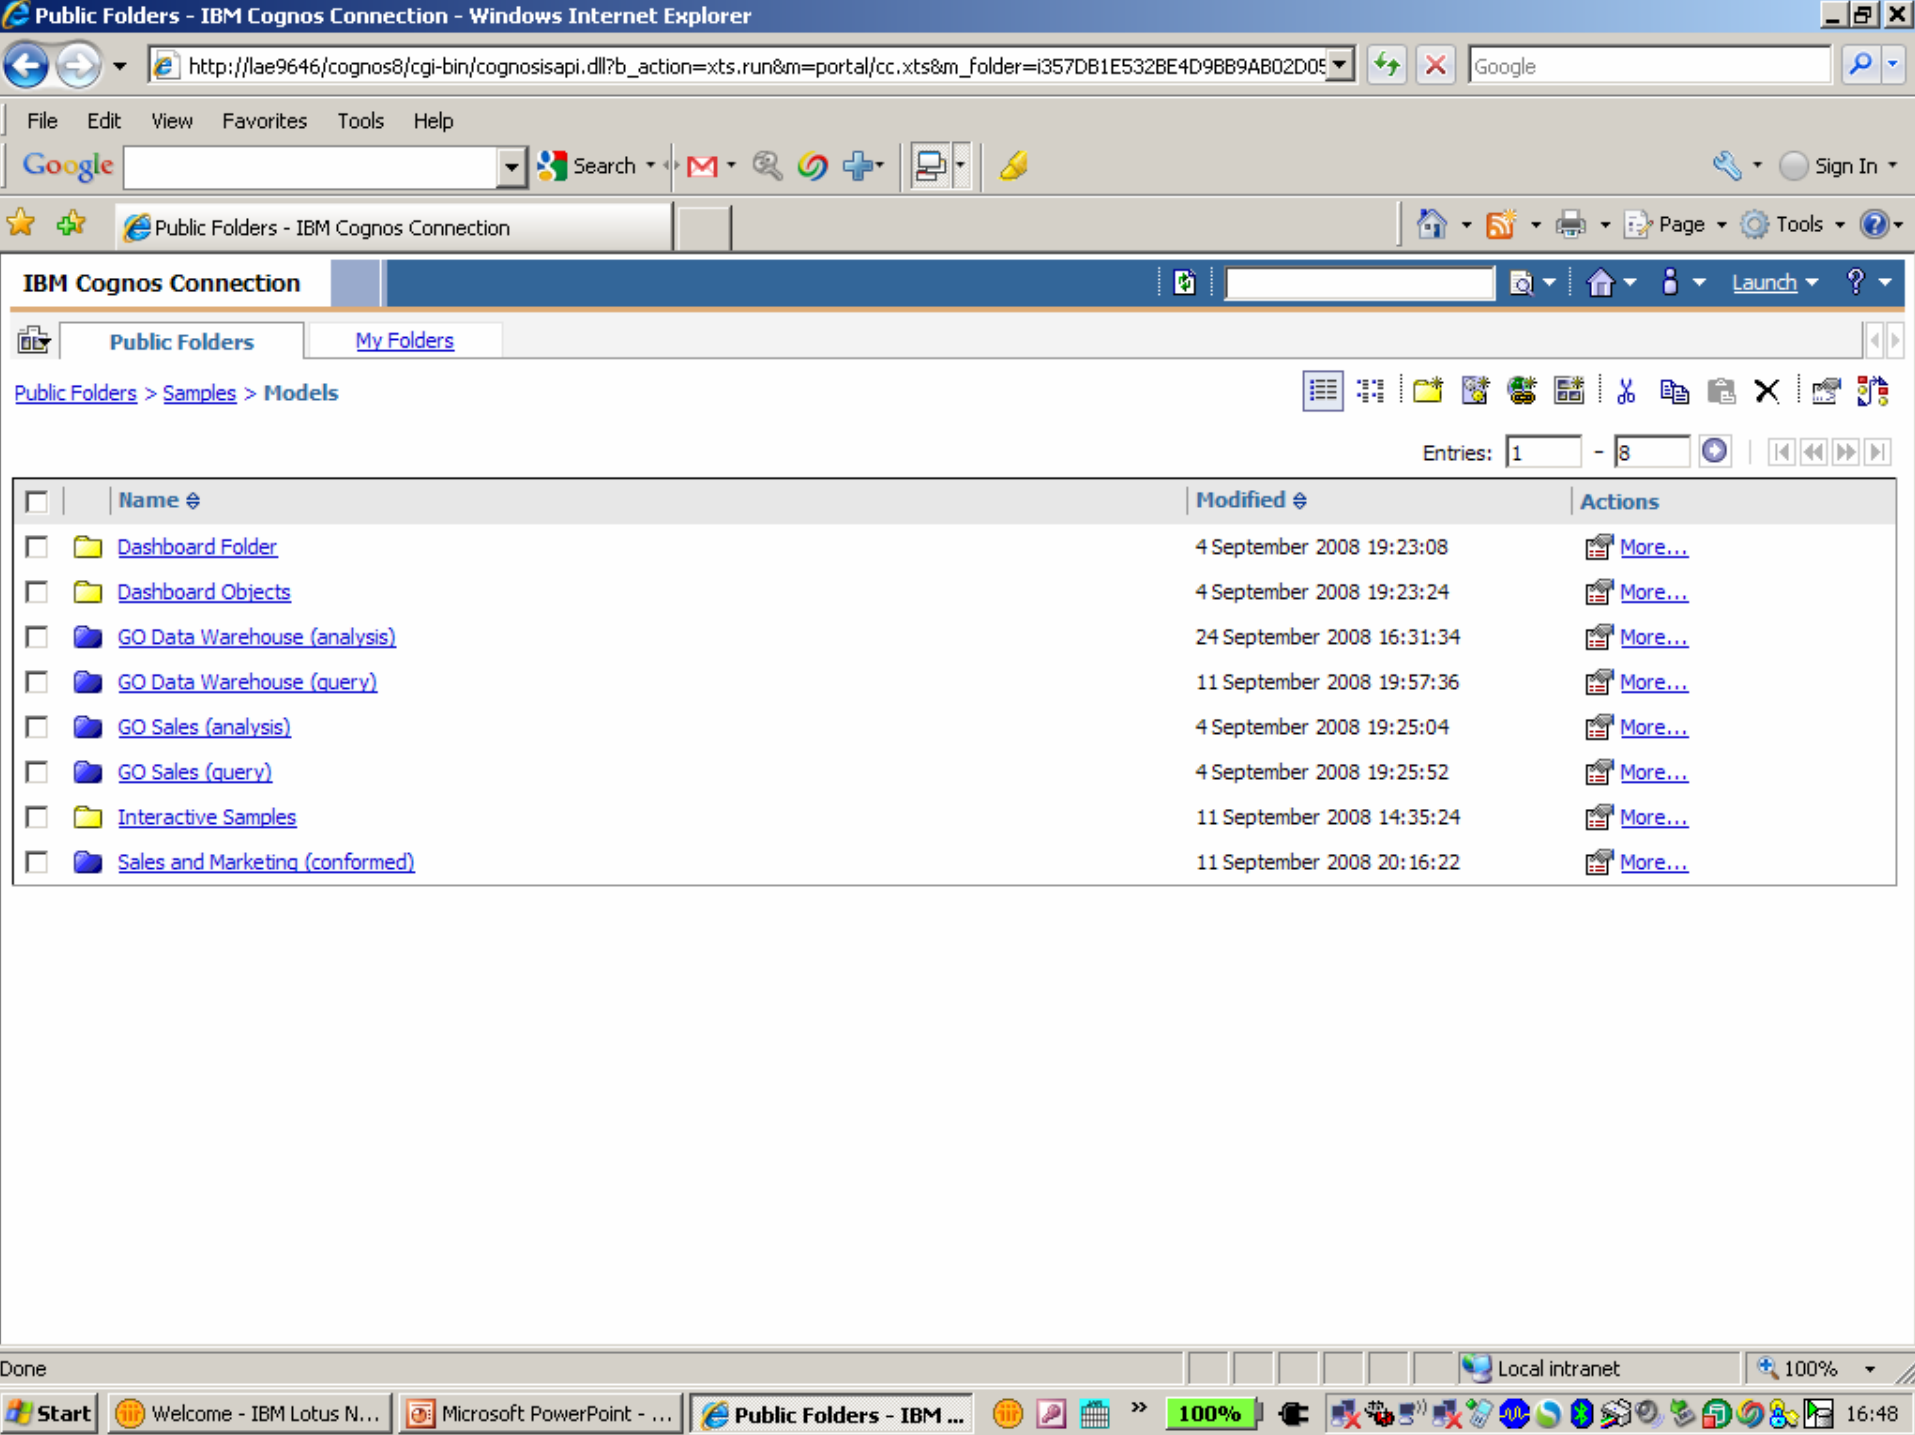 Public Folders - IBM Cognos Connection - Windows Internet Explorer
http://lae9646/cognos8/cgi-bin/cognosisapi.dll?b_action=xts.run&m=portal/cc.xts&m_folder=i357DB1E532BE4D9BB9AB02D05
Google
File Edit View Favorites Tools Help
Google Search Sign In
Public Folders - IBM Cognos Connection Page Tools
IBM Cognos Connection Launch
Public Folders My Folders
Public Folders > Samples > Models
Entries: 1 - 8
Name Modified Actions
Dashboard Folder 4 September 2008 19:23:08 More...
Dashboard Objects 4 September 2008 19:23:24 More...
GO Data Warehouse (analysis) 24 September 2008 16:31:34 More...
GO Data Warehouse (query) 11 September 2008 19:57:36 More...
GO Sales (analysis) 4 September 2008 19:25:04 More...
GO Sales (query) 4 September 2008 19:25:52 More...
Interactive Samples 11 September 2008 14:35:24 More...
Sales and Marketing (conformed) 11 September 2008 20:16:22 More...
Done Local intranet 100%
Start Welcome - IBM Lotus N... Microsoft PowerPoint - ... Public Folders - IBM ... 100% 16:48